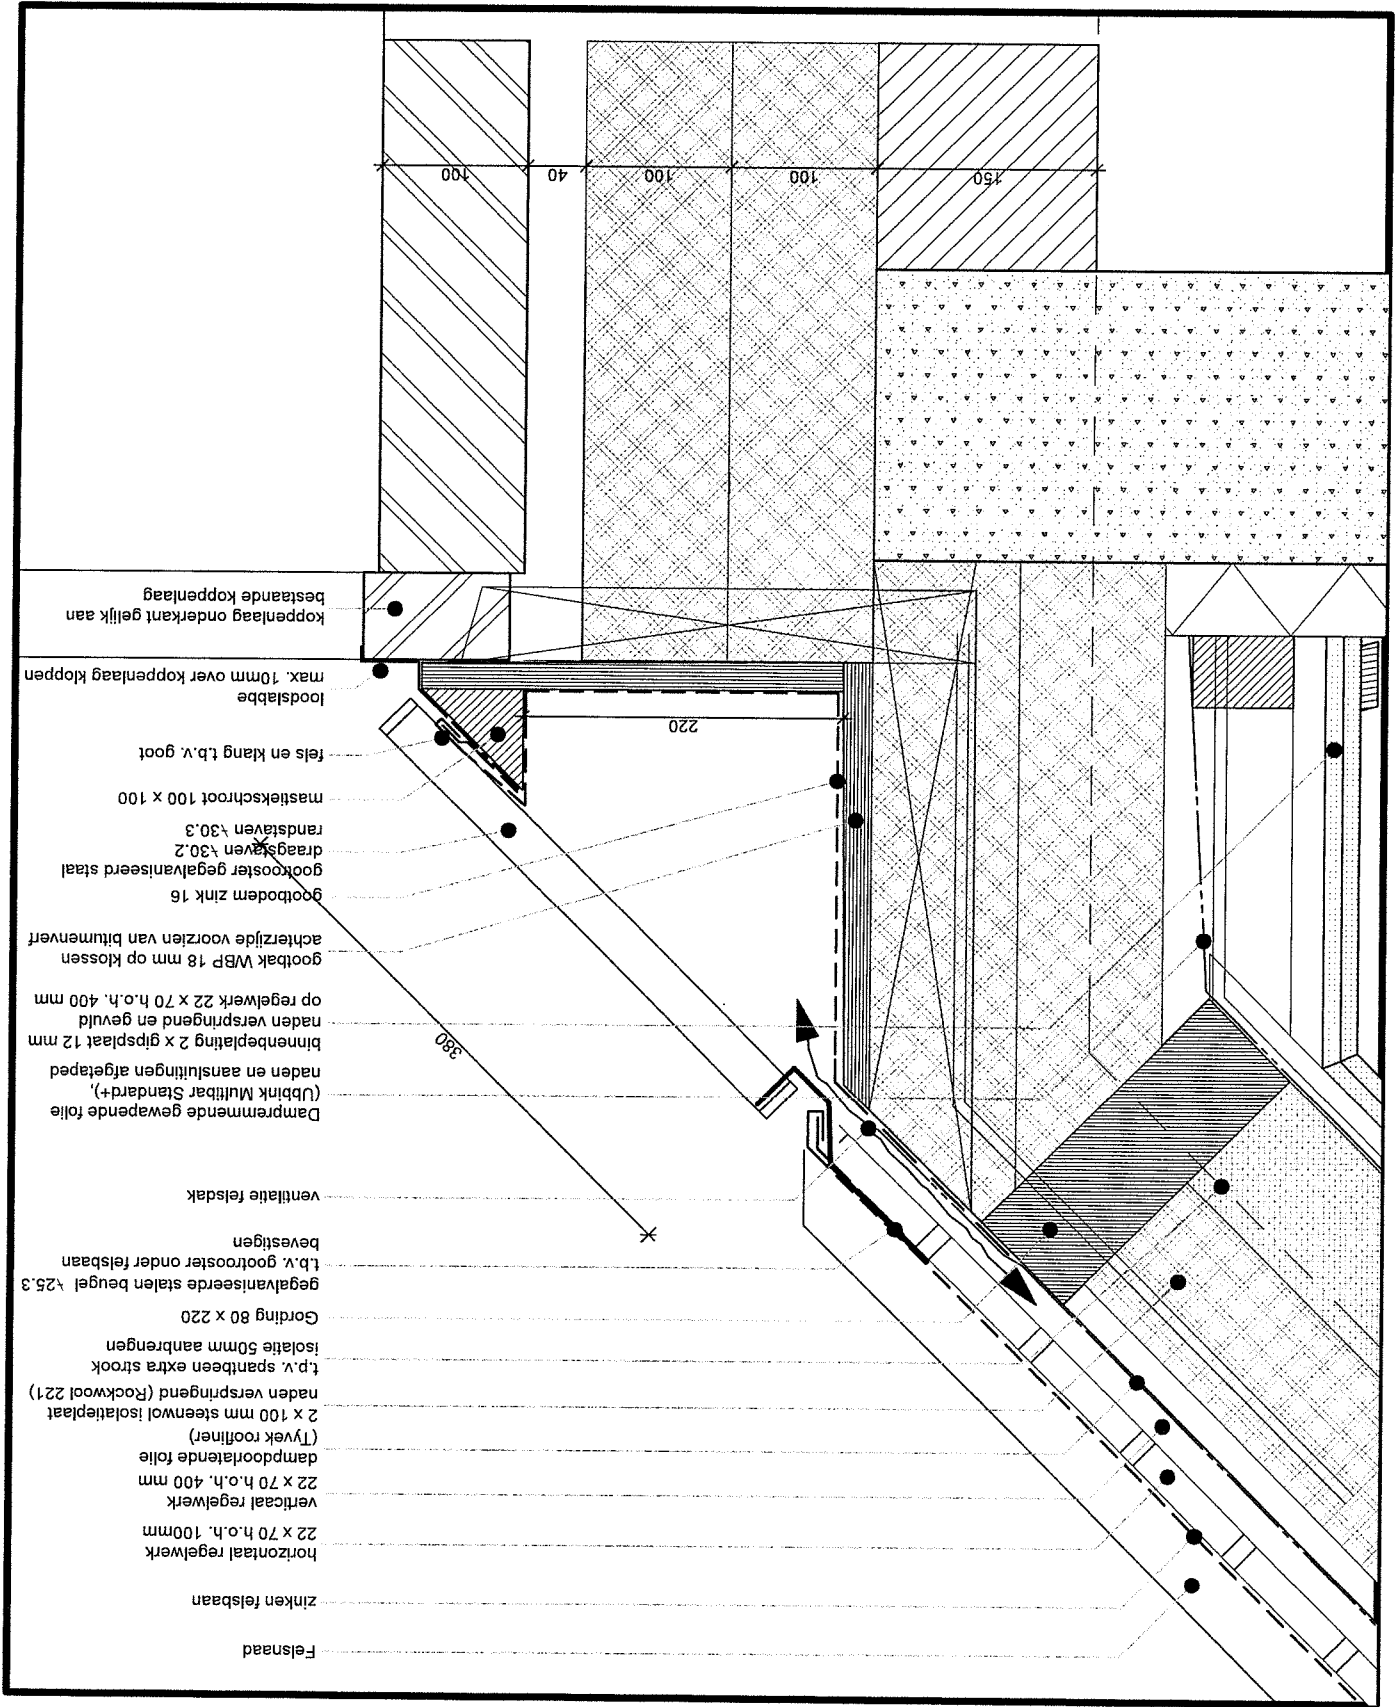 Felsnaad
zinken felsbaan
horizontaal regelwerk
22 x 70 h.o.h. 100mm
verticaal regelwerk
22 x 70 h.o.h. 400 mm
dampdoorlatende folie
(Tyvek roofliner)
2 x 100 mm steenwol isolatieplaat
naden verspringend (Rockwool 221)
t.p.v. spantbeen extra strook
isolatie 50mm aanbrengen
Gording 80 x 220
gegalvaniseerde stalen beugel \25.3
t.b.v. gootrooster onder felsbaan
bevestigen
ventilatie felsdak
Dampremmende gewapende folie
(Ubbink Multibar Standard+),
naden en aansluitingen afgetaped
binnenbeplating 2 x gipsplaat 12 mm
naden verspringend en gevuld
op regelwerk 22 x 70 h.o.h. 400 mm
gootbak WBP 18 mm op klossen
achterzijde voorzien van bitumenverf
gootbodem zink 16
gootrooster gegalvaniseerd staal
draagstaven \30.2
randstaven \30.3
mastiekschroot 100 x 100
fels en klang t.b.v. goot
loodslabbe
max. 10mm over koppenlaag kloppen
koppenlaag onderkant gelijk aan
bestaande koppenlaag
380
220
150
100
100
40
100